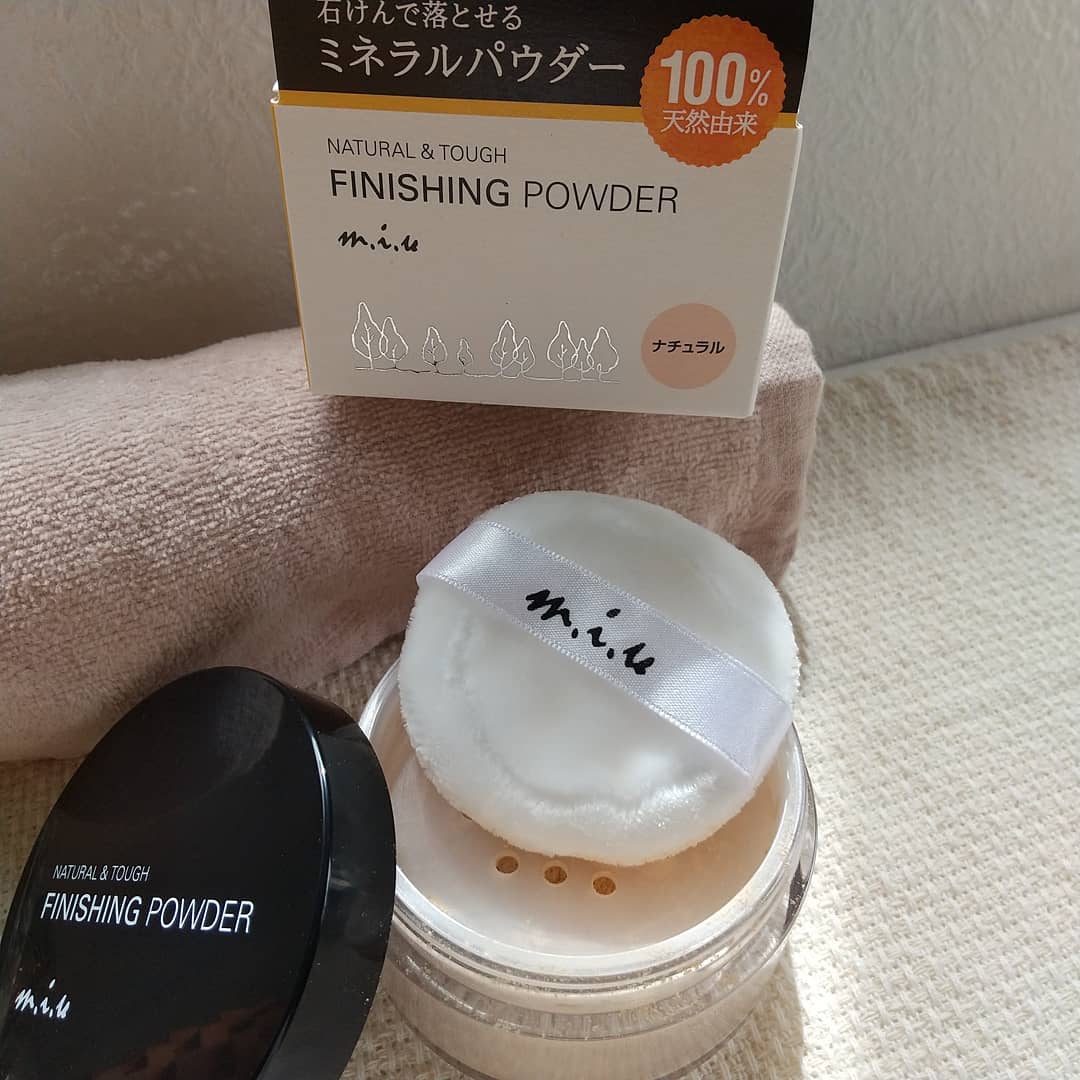 石けんで落とせる
ミネラルパウダー
100%
天然由来
NATURAL & TOUGH
FINISHING POWDER
m.i.u
ナチュラル
m.i.u
NATURAL & TOUGH
FINISHING POWDER
m.i.u